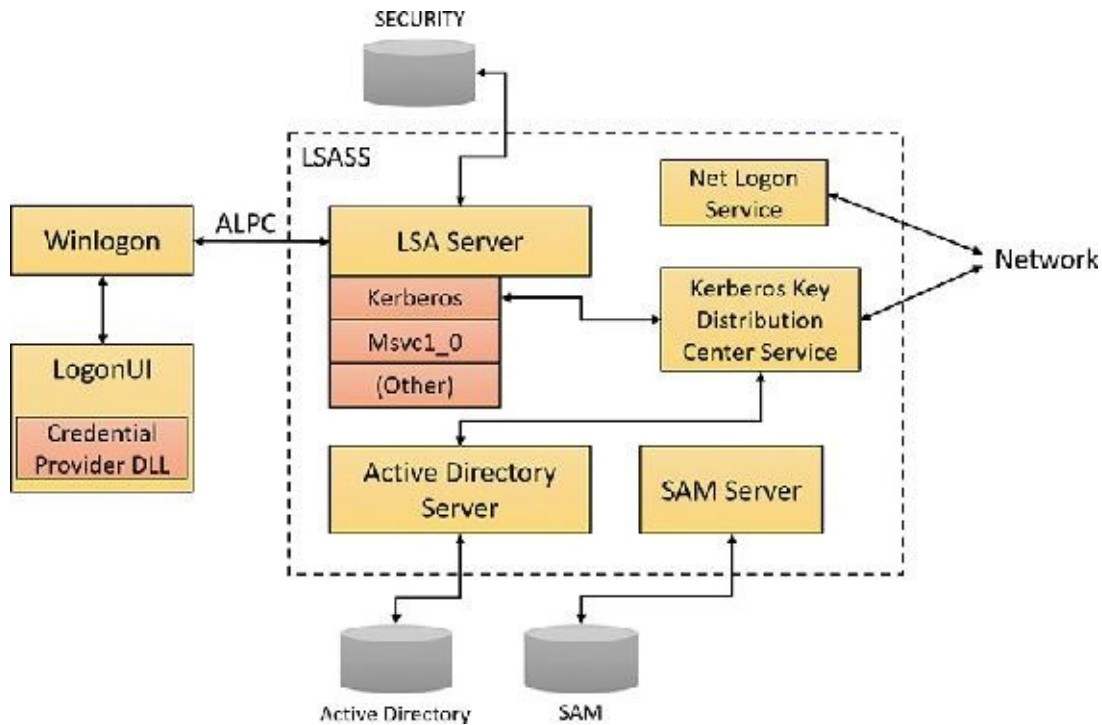 SECURITY
LSASS
Net Logon
Service
Winlogon
ALPC
LSA Server
Network
Kerberos
Msvc1_0
(Other)
Kerberos Key
Distribution
Center Service
LogonUI
Credential
Provider DLL
Active Directory
Server
SAM Server
Active Directory
SAM